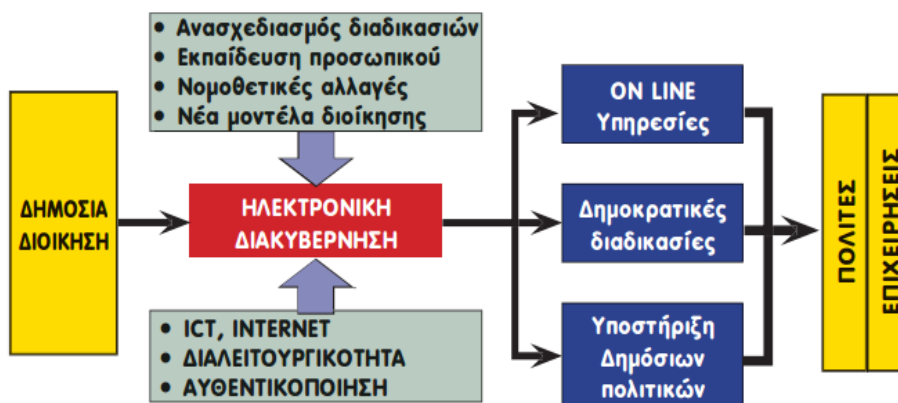 • Ανασχεδιασμός διαδικασιών
• Εκπαίδευση προσωπικού
• Νομοθετικές αλλαγές
• Νέα μοντέλα διοίκησης
ΔΗΜΟΣΙΑ
ΔΙΟΙΚΗΣΗ
ΗΛΕΚΤΡΟΝΙΚΗ
ΔΙΑΚΥΒΕΡΝΗΣΗ
• ICT, INTERNET
• ΔΙΑΛΕΙΤΟΥΡΓΙΚΟΤΗΤΑ
• ΑΥΘΕΝΤΙΚΟΠΟΙΗΣΗ
ON LINE
Υπηρεσίες
Δημοκρατικές
διαδικασίες
Υποστήριξη
Δημόσιων
πολιτικών
ΠΟΛΙΤΕΣ
ΕΠΙΧΕΙΡΗΣΕΙΣ